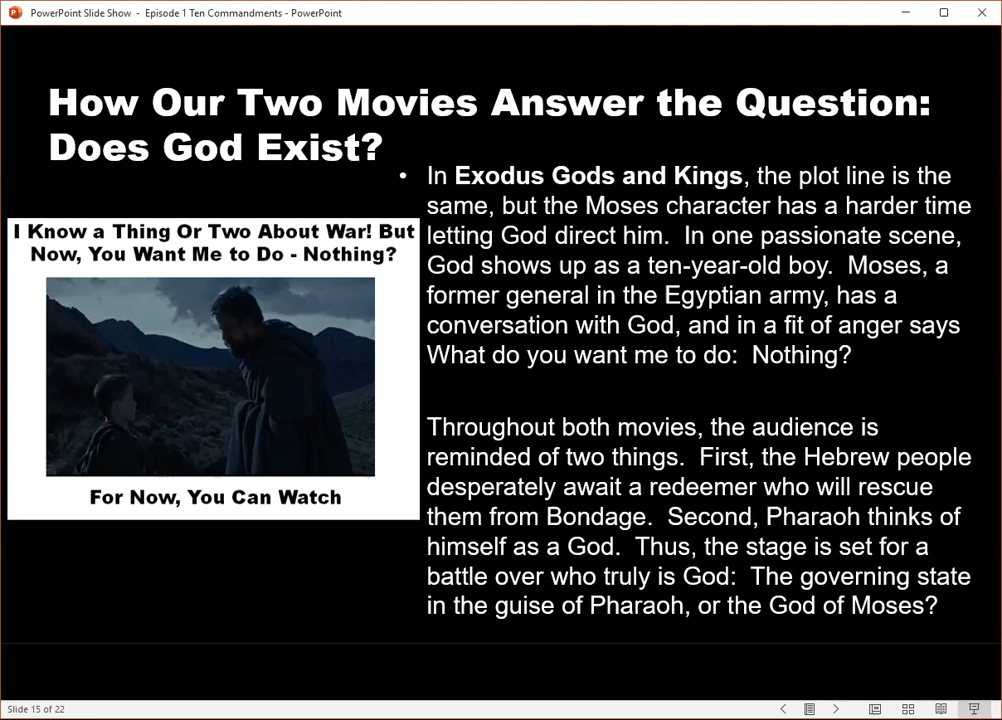 PowerPoint Slide Show - Episode 1 Ten Commandments - PowerPoint
How Our Two Movies Answer the Question:
Does God Exist?
I Know a Thing Or Two About War! But
Now, You Want Me to Do - Nothing?
For Now, You Can Watch
• In Exodus Gods and Kings, the plot line is the
same, but the Moses character has a harder time
letting God direct him.  In one passionate scene,
God shows up as a ten-year-old boy.  Moses, a
former general in the Egyptian army, has a
conversation with God, and in a fit of anger says
What do you want me to do:  Nothing?
Throughout both movies, the audience is
reminded of two things.  First, the Hebrew people
desperately await a redeemer who will rescue
them from Bondage.  Second, Pharaoh thinks of
himself as a God.  Thus, the stage is set for a
battle over who truly is God:  The governing state
in the guise of Pharaoh, or the God of Moses?
Slide 15 of 22